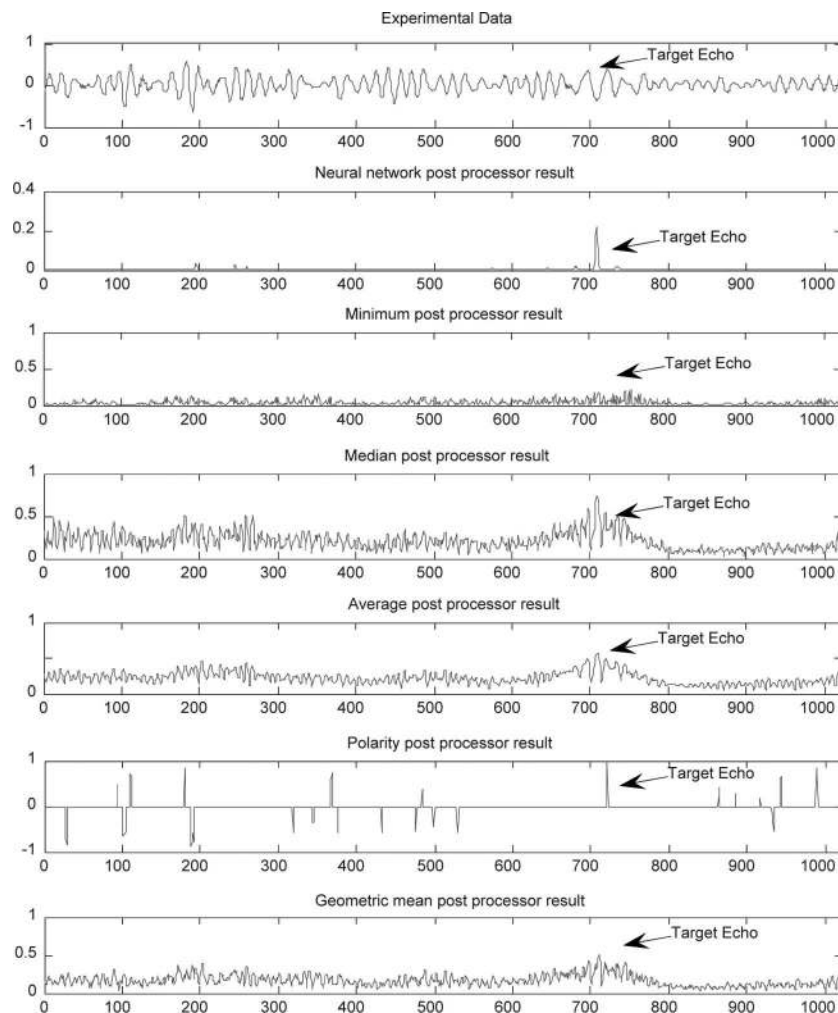 Experimental Data
1
Target Echo
0
-1
0 100 200 300 400 500 600 700 800 900 1000
Neural network post processor result
0.4
0.2
Target Echo
0
0 100 200 300 400 500 600 700 800 900 1000
Minimum post processor result
1
Target Echo
0.5
0
0 100 200 300 400 500 600 700 800 900 1000
Median post processor result
1
Target Echo
0.5
0
0 100 200 300 400 500 600 700 800 900 1000
Average post processor result
1
Target Echo
0
0 100 200 300 400 500 600 700 800 900 1000
Polarity post processor result
1
Target Echo
0
-1
0 100 200 300 400 500 600 700 800 900 1000
Geometric mean post processor result
1
Target Echo
0.5
0
0 100 200 300 400 500 600 700 800 900 1000